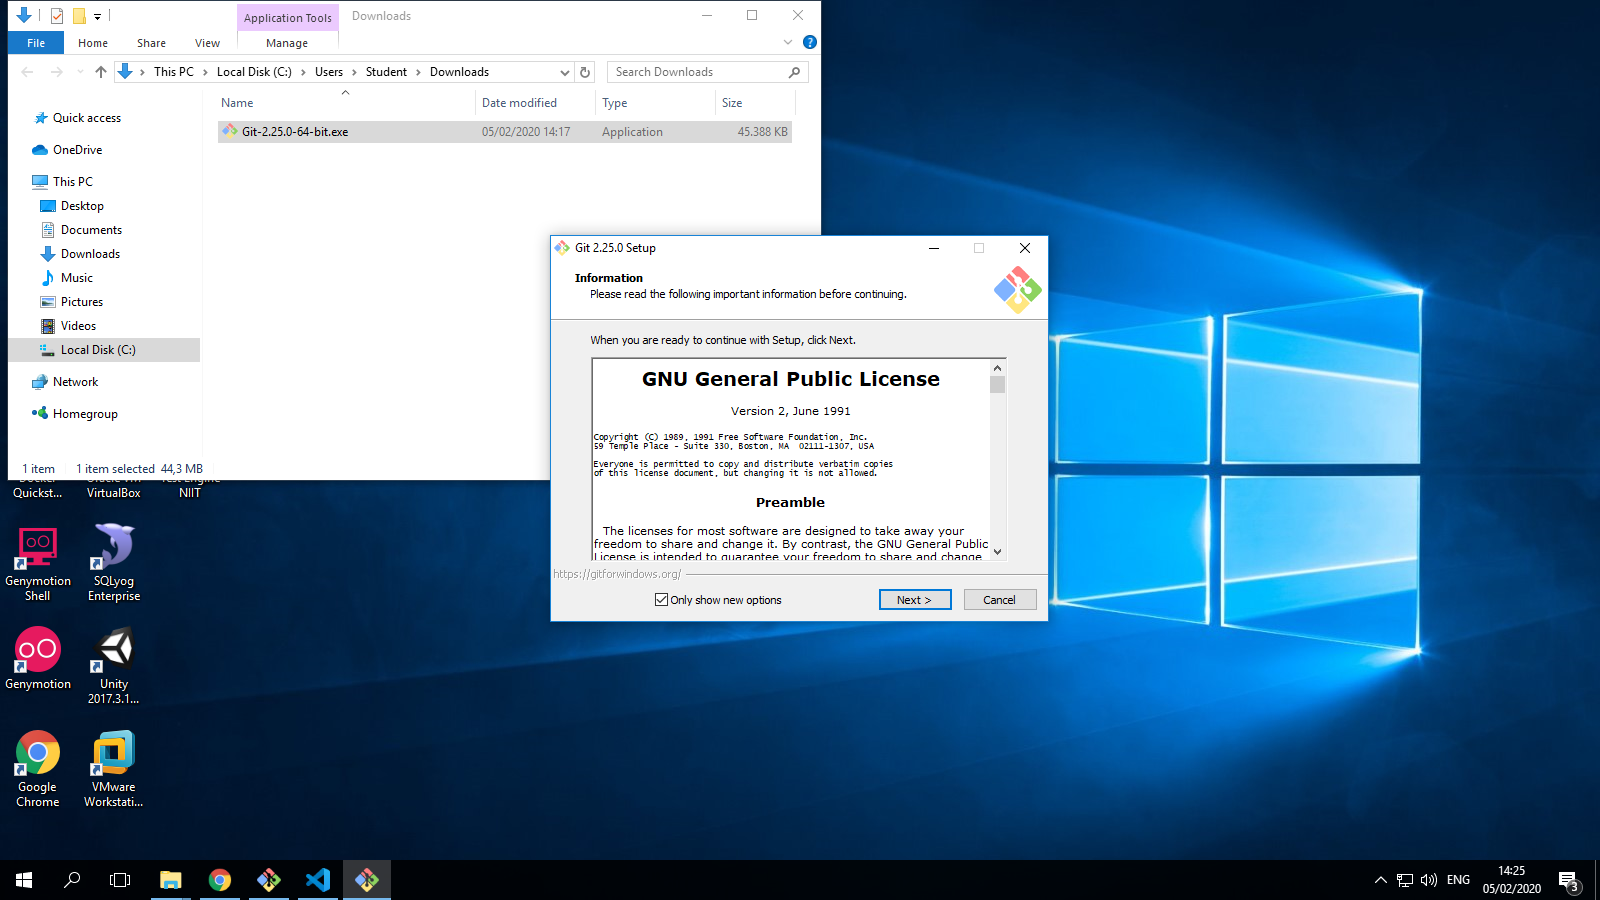 Application Tools
Downloads
File
Home
Share
View
Manage
This PC
Local Disk (C:)
Users
Student
Downloads
Search Downloads
Name
Date modified
Type
Size
Git-2.25.0-64-bit.exe
05/02/2020 14:17
Application
45.388 KB
Quick access
OneDrive
This PC
Desktop
Documents
Downloads
Music
Pictures
Videos
Local Disk (C:)
Network
Homegroup
1 item
1 item selected 44,3 MB
Git 2.25.0 Setup
Information
Please read the following important information before continuing.
When you are ready to continue with Setup, click Next.
GNU General Public License
Version 2, June 1991
Copyright (C) 1989, 1991 Free Software Foundation, Inc.
59 Temple Place - Suite 330, Boston, MA 02111-1307, USA
Everyone is permitted to copy and distribute verbatim copies
of this license document, but changing it is not allowed.
Preamble
The licenses for most software are designed to take away your
freedom to share and change it. By contrast, the GNU General Public
License is intended to guarantee your freedom to share and change
https://gitforwindows.org/
Only show new options
Next >
Cancel
Quickst...
VirtualBox
NIIT
Genymotion
Shell
SQLyog
Enterprise
Genymotion
Unity
2017.3.1...
Google
Chrome
VMware
Workstati...
ENG
14:25
05/02/2020
3